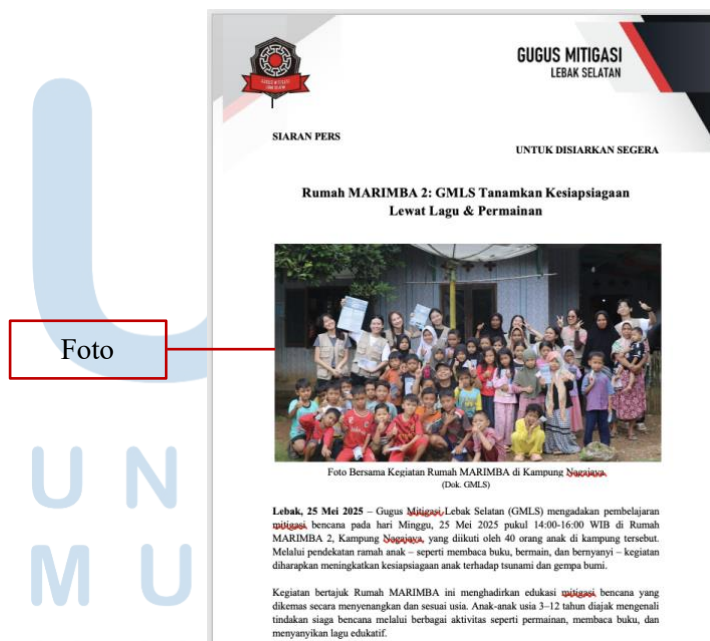 GUGUS MITIGASI
LEBAK SELATAN
GUGUS MITIGASI
LEBAK SELATAN
SIARAN PERS
UNTUK DISIARKAN SEGERA
Rumah MARIMBA 2: GMLS Tanamkan Kesiapsiagaan
Lewat Lagu & Permainan
Foto
Foto Bersama Kegiatan Rumah MARIMBA di Kampung Nagajaya.
(Dok. GMLS)
Lebak, 25 Mei 2025 – Gugus Mitigasi Lebak Selatan (GMLS) mengadakan pembelajaran
mitigasi bencana pada hari Minggu, 25 Mei 2025 pukul 14:00-16:00 WIB di Rumah
MARIMBA 2, Kampung Nagajaya, yang diikuti oleh 40 orang anak di kampung tersebut.
Melalui pendekatan ramah anak – seperti membaca buku, bermain, dan bernyanyi – kegiatan
diharapkan meningkatkan kesiapsiagaan anak terhadap tsunami dan gempa bumi.
Kegiatan bertajuk Rumah MARIMBA ini menghadirkan edukasi mitigasi bencana yang
dikemas secara menyenangkan dan sesuai usia. Anak-anak usia 3–12 tahun diajak mengenali
tindakan siaga bencana melalui berbagai aktivitas seperti permainan, membaca buku, dan
menyanyikan lagu edukatif.
U N
M U